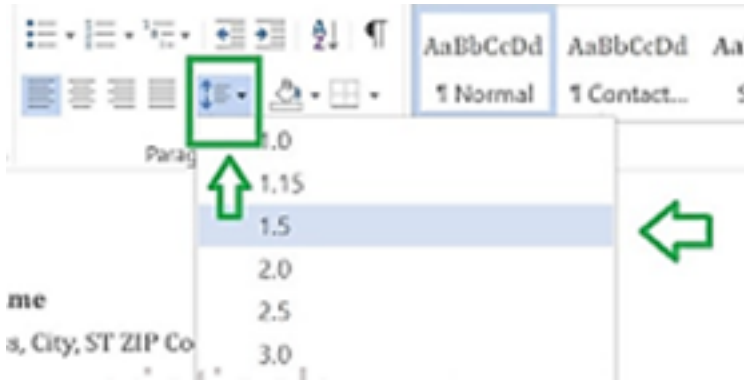 AaBbCcDd AaBbCcDd Aa
¶ Normal ¶ Contact... S
Parag
1.0
1.15
1.5
2.0
2.5
3.0
me
s, City, ST ZIP Co